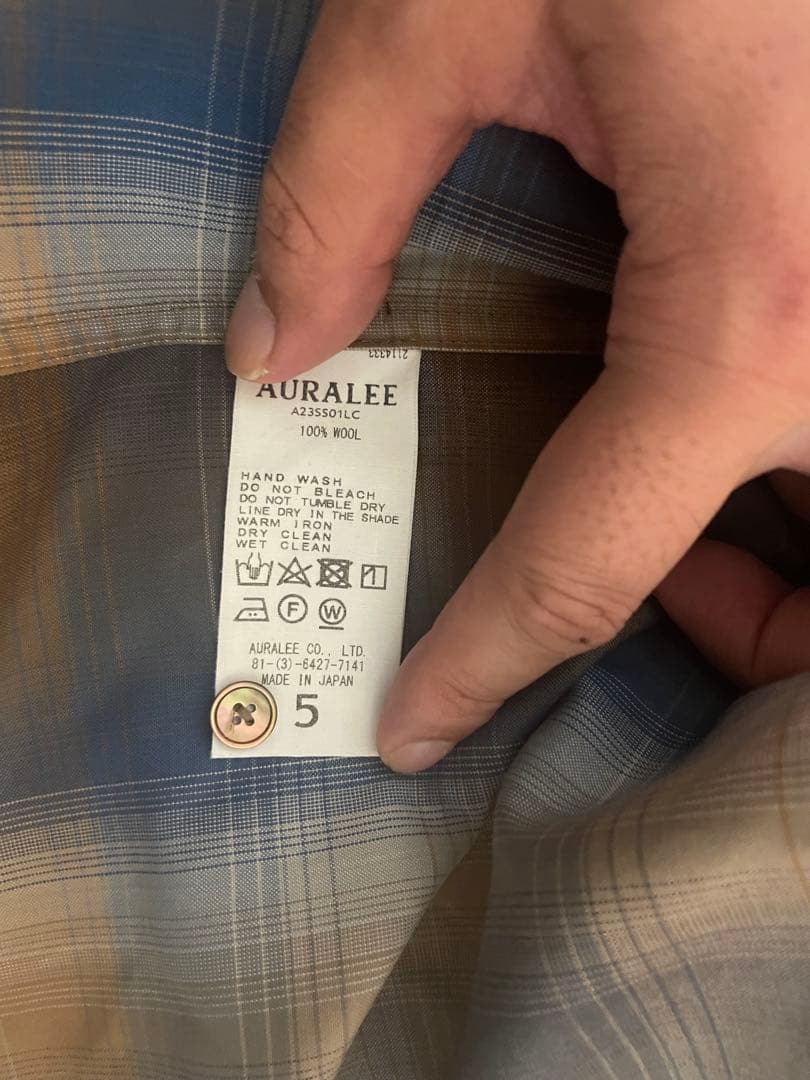 2114333
AURALEE
A23SS01LC
100% WOOL
HAND WASH
DO NOT BLEACH
DO NOT TUMBLE DRY
LINE DRY IN THE SHADE
WARM IRON
DRY CLEAN
WET CLEAN
F W
AURALEE CO., LTD.
81-(3)-6427-7141
MADE IN JAPAN
5